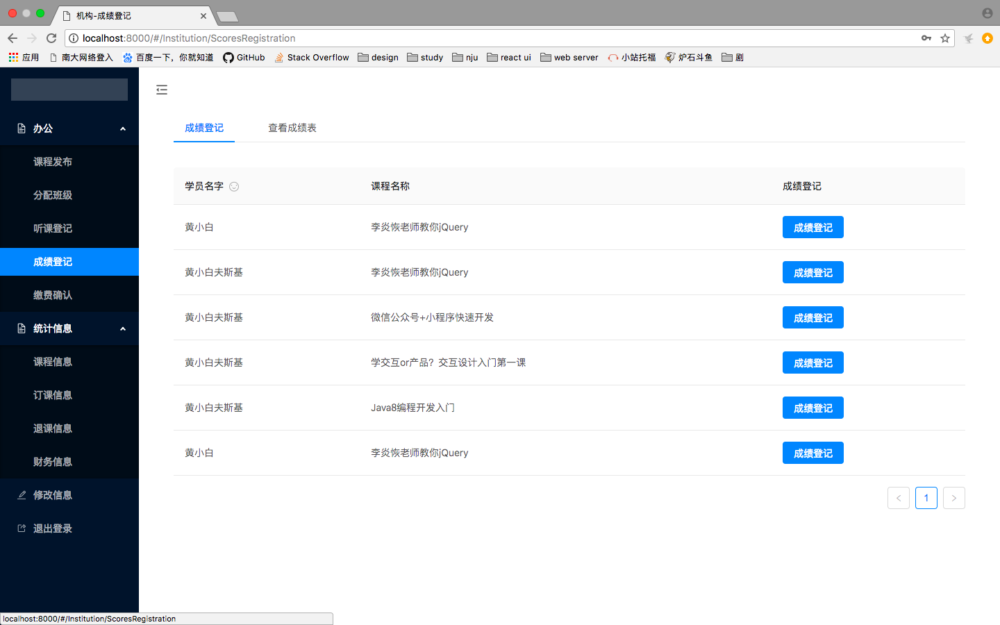 机构-成绩登记
localhost:8000/#/Institution/ScoresRegistration
应用 南大网络登入 百度一下，你就知道 GitHub Stack Overflow design study nju react ui web server 小站托福 炉石斗鱼 剧
办公
课程发布
分配班级
听课登记
成绩登记
缴费确认
统计信息
课程信息
订课信息
退课信息
财务信息
修改信息
退出登录
成绩登记 查看成绩表
学员名字 课程名称 成绩登记
黄小白 李炎恢老师教你jQuery 成绩登记
黄小白夫斯基 李炎恢老师教你jQuery 成绩登记
黄小白夫斯基 微信公众号+小程序快速开发 成绩登记
黄小白夫斯基 学交互or产品？交互设计入门第一课 成绩登记
黄小白夫斯基 Java8编程开发入门 成绩登记
黄小白 李炎恢老师教你jQuery 成绩登记
1
localhost:8000/#/Institution/ScoresRegistration